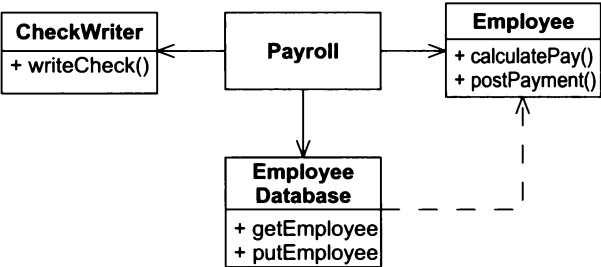 CheckWriter
+ writeCheck()
Payroll
Employee
+ calculatePay()
+ postPayment()
Employee
Database
+ getEmployee
+ putEmployee